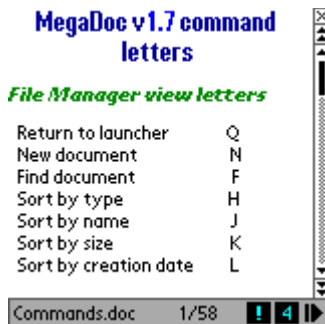 MegaDoc v1.7 command
letters
File Manager view letters
Return to launcher Q
New document N
Find document F
Sort by type H
Sort by name J
Sort by size K
Sort by creation date L
Commands.doc 1/58 ! 4